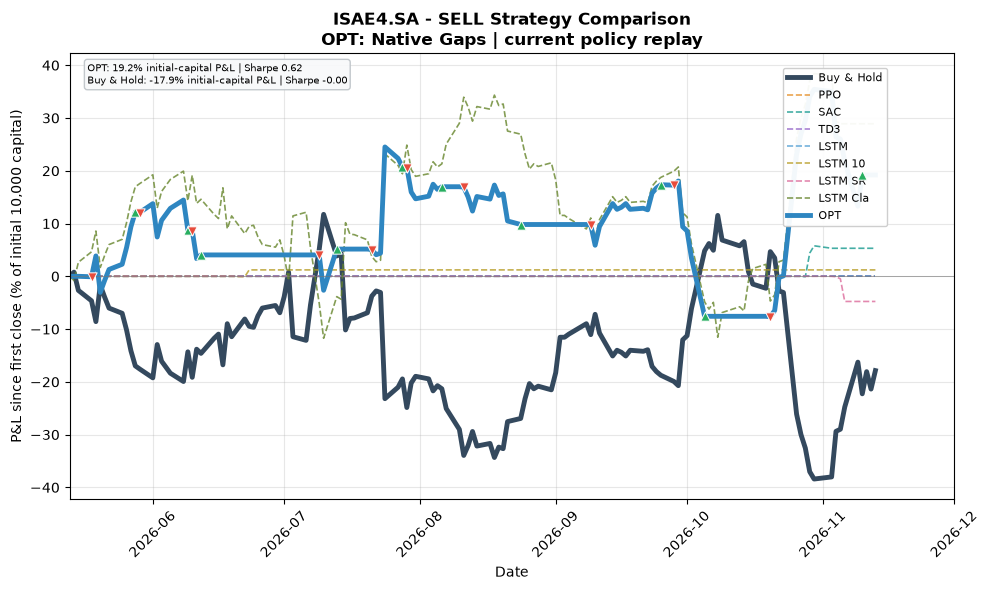 ISAE4.SA - SELL Strategy Comparison
OPT: Native Gaps | current policy replay
OPT: 19.2% initial-capital P&L | Sharpe 0.62
Buy & Hold: -17.9% initial-capital P&L | Sharpe -0.00
Buy & Hold
PPO
SAC
TD3
LSTM
LSTM 10
LSTM SR
LSTM Cla
OPT
P&L since first close (% of initial 10,000 capital)
40
30
20
10
0
−10
−20
−30
−40
2026-06
2026-07
2026-08
2026-09
2026-10
2026-11
2026-12
Date